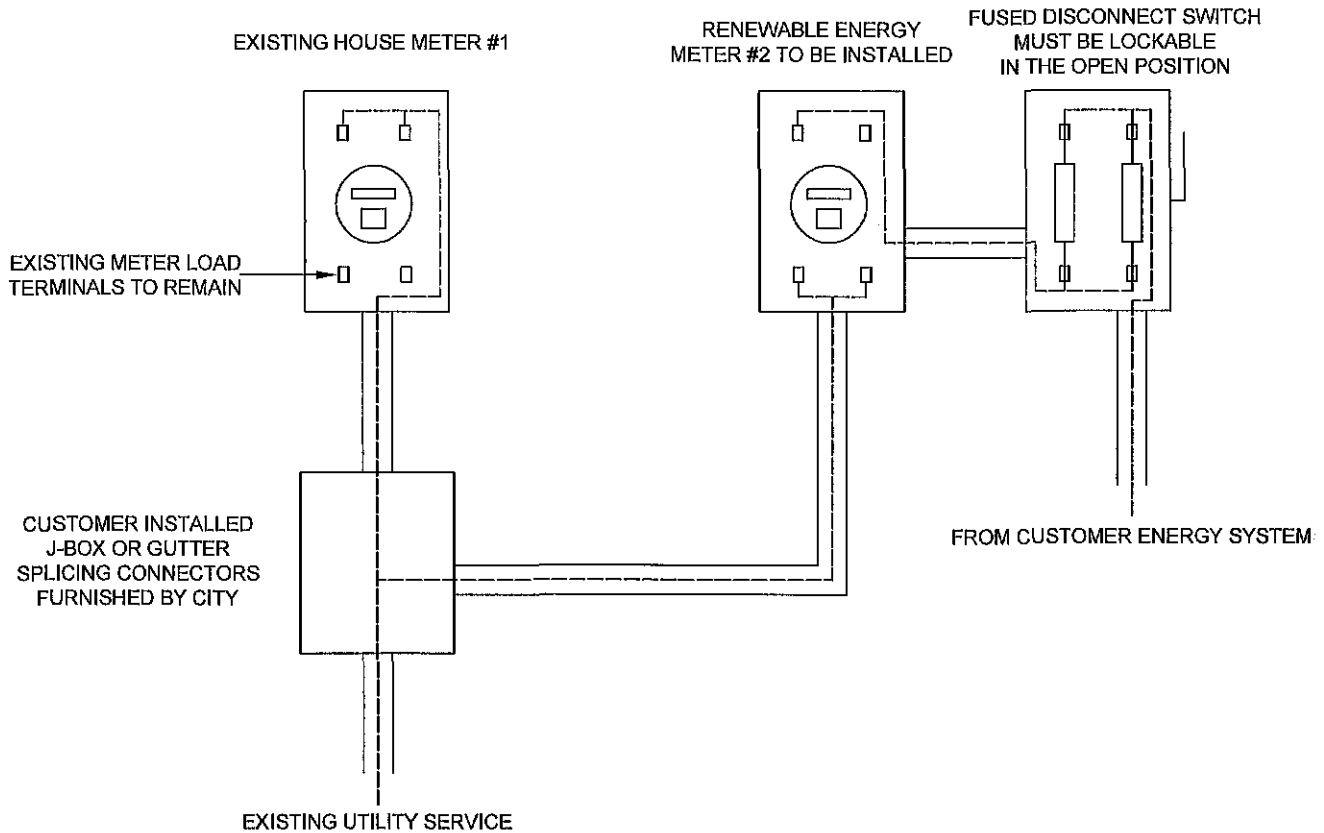 EXISTING HOUSE METER #1
RENEWABLE ENERGY
METER #2 TO BE INSTALLED
FUSED DISCONNECT SWITCH
MUST BE LOCKABLE
IN THE OPEN POSITION
EXISTING METER LOAD
TERMINALS TO REMAIN
CUSTOMER INSTALLED
J-BOX OR GUTTER
SPLICING CONNECTORS
FURNISHED BY CITY
FROM CUSTOMER ENERGY SYSTEM
EXISTING UTILITY SERVICE